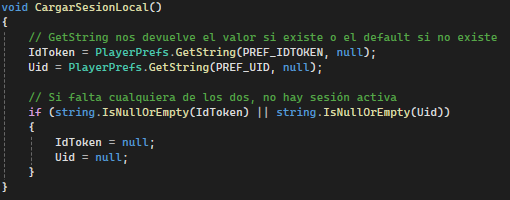 void CargarSesionLocal()
{
// GetString nos devuelve el valor si existe o el default si no existe
IdToken = PlayerPrefs.GetString(PREF_IDTOKEN, null);
Uid = PlayerPrefs.GetString(PREF_UID, null);
// Si falta cualquiera de los dos, no hay sesión activa
if (string.IsNullOrEmpty(IdToken) || string.IsNullOrEmpty(Uid))
{
IdToken = null;
Uid = null;
}
}